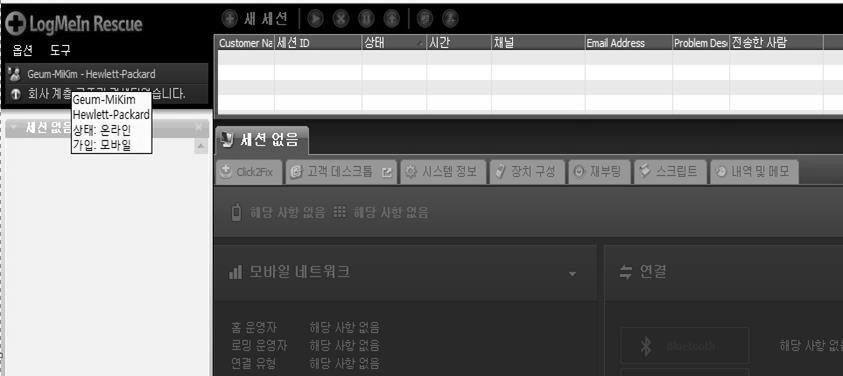 LogMeIn Rescue
옵션 도구
Geum-MiKim - Hewlett-Packard
회사 계층
습니다.
Geum-MiKim
Hewlett-Packard
상태: 온라인
가입: 모바일
세션 없음
새 세션
Customer Na 세션 ID 상태 시간 채널 Email Address Problem Des 전송한 사람
세션 없음
Click2Fix 고객 데스크톱 시스템 정보 장치 구성 재부팅 스크립트 내역 및 메모
해당 사항 없음 해당 사항 없음
모바일 네트워크
홈 운영자 해당 사항 없음
로밍 운영자 해당 사항 없음
연결 유형 해당 사항 없음
연결
Bluetooth 해당 사항 없음